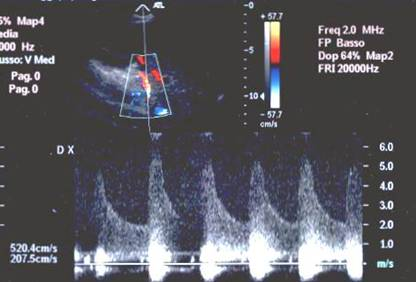 5% Map4
edia
000 Hz
usso: V Med
Pag. 0
Pag. 0
0
-5
-10
+ 57.7
- 57.7
cm/s
Freq 2.0 MHz
FP Basso
Dop 64% Map2
FRI 20000Hz
D X
6.0
5.0
4.0
3.0
2.0
1.0
m/s
520.4cm/s
207.5cm/s